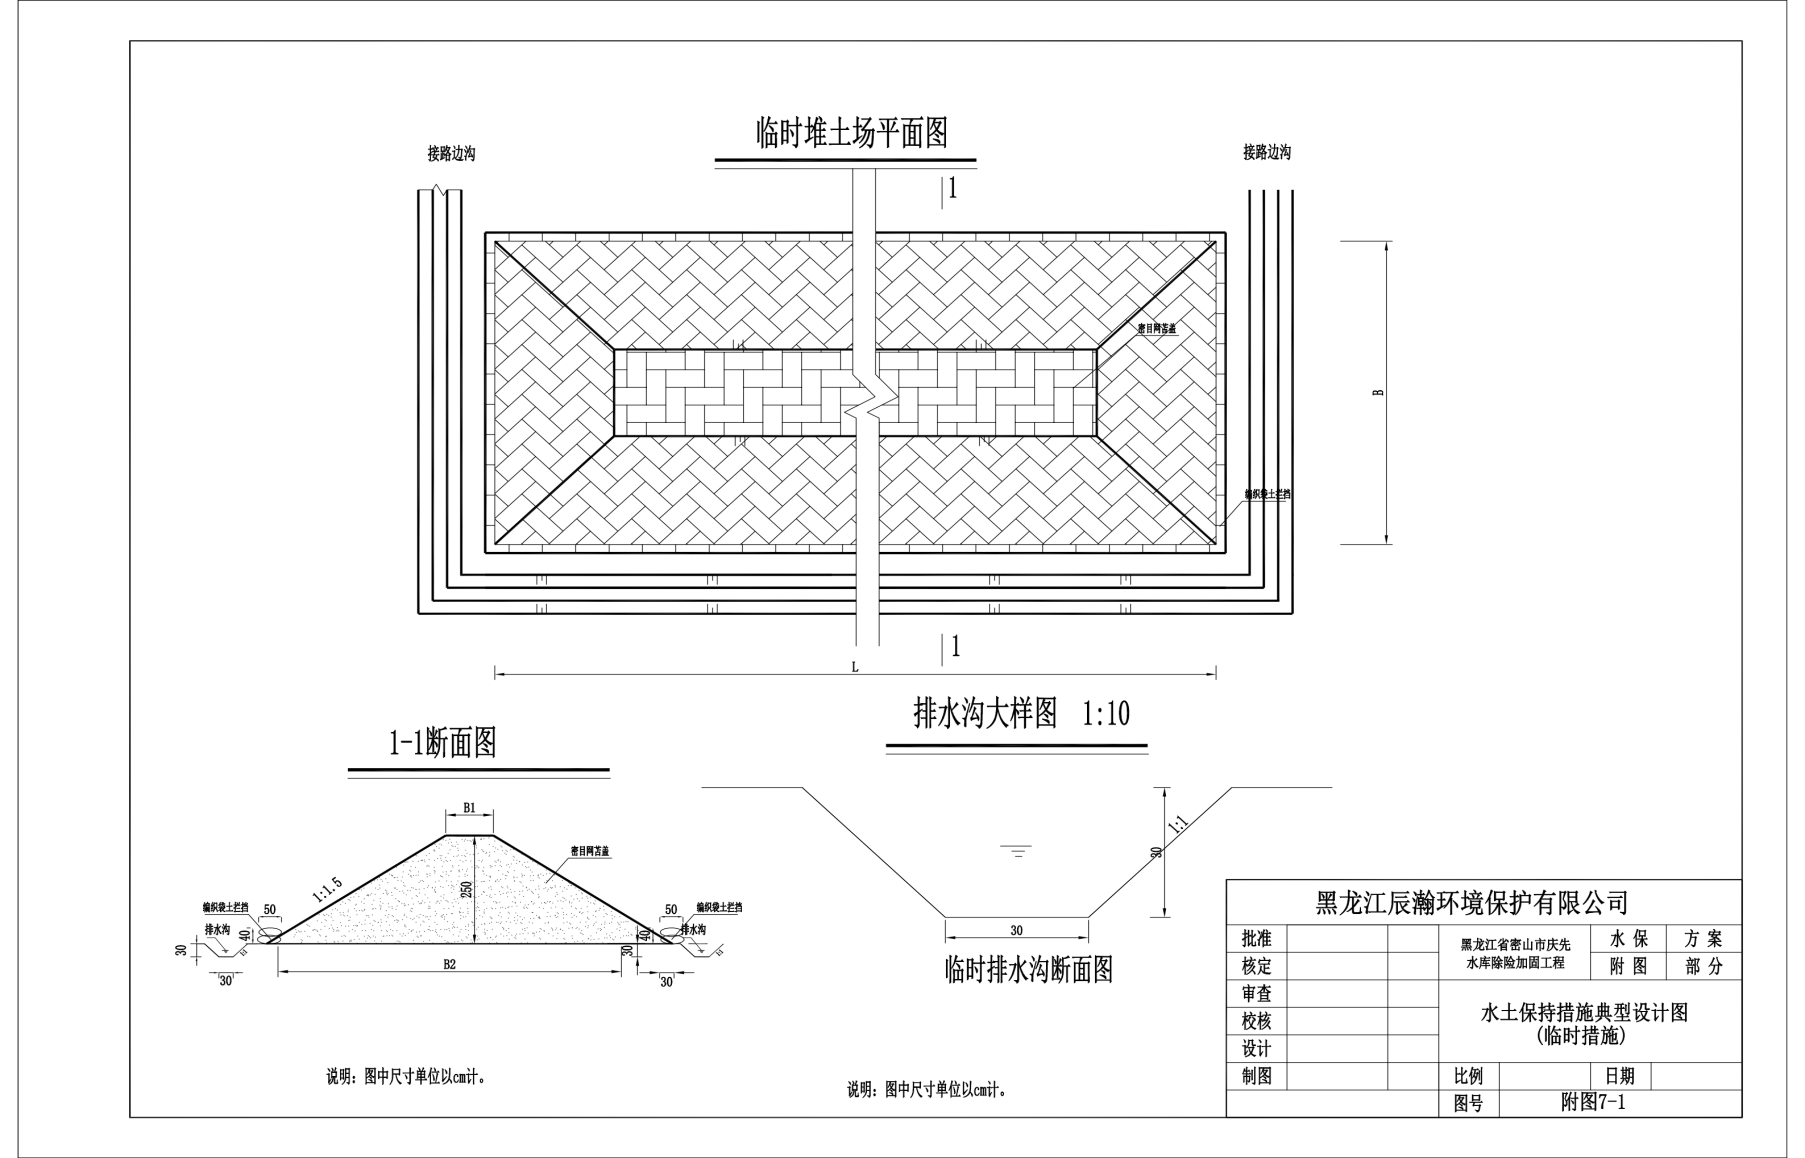 临时堆土场平面图
接路边沟
接路边沟
1
密目网苫盖
B
编织袋土拦挡
1
L
排水沟大样图 1:10
1-1断面图
B1
密目网苫盖
1:1.5
250
编织袋土拦挡
50
排水沟
40
30
30
B2
50
编织袋土拦挡
40
排水沟
30
30
1:1
30
30
临时排水沟断面图
说明：图中尺寸单位以cm计。
说明：图中尺寸单位以cm计。
黑龙江辰瀚环境保护有限公司
批准
黑龙江省密山市庆先
水库除险加固工程
水 保
方 案
核定
附 图
部 分
审查
水土保持措施典型设计图
(临时措施)
校核
设计
制图
比例
日期
图号
附图7-1